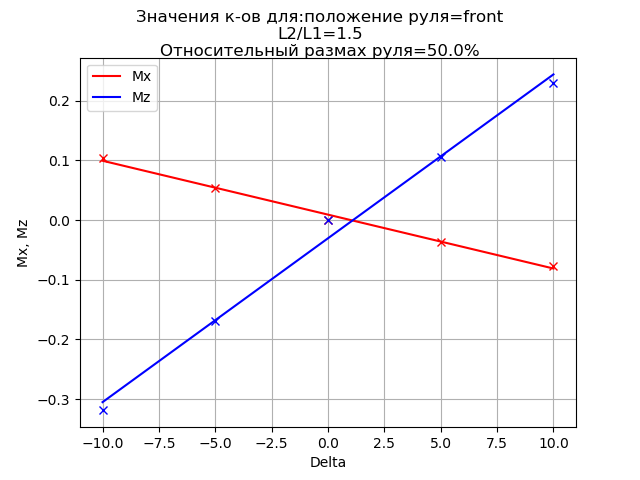 Значения к-ов для:положение руля=front
L2/L1=1.5
Относительный размах руля=50.0%
Mx
Mz
0.2
0.1
0.0
−0.1
−0.2
−0.3
Mx, Mz
−10.0 −7.5 −5.0 −2.5 0.0 2.5 5.0 7.5 10.0
Delta